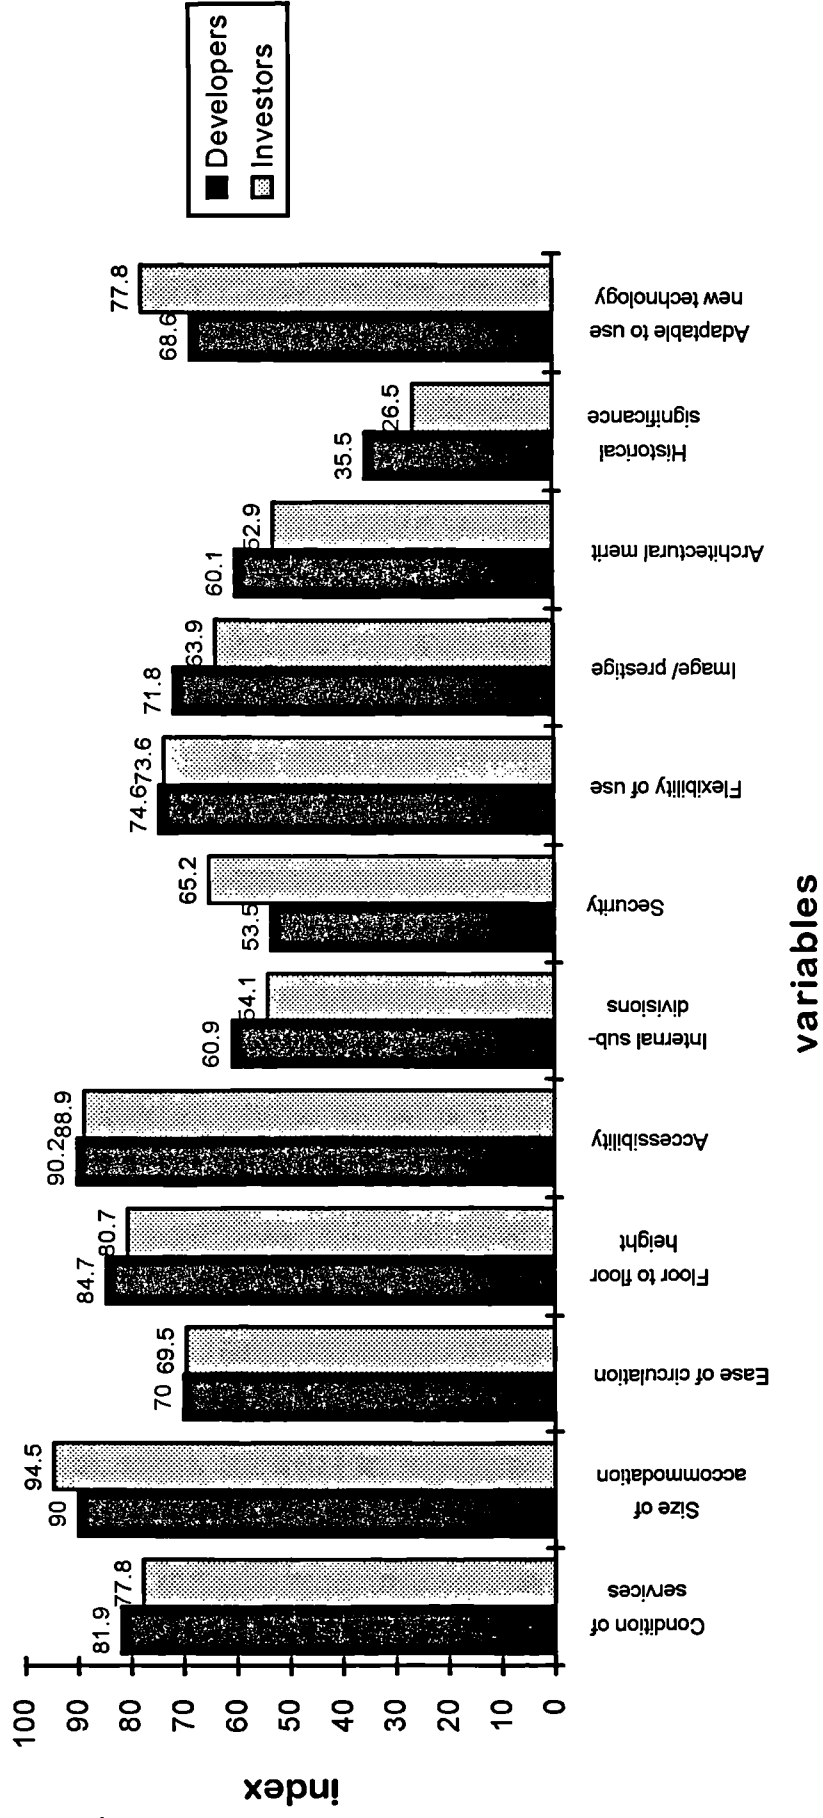 index
100
90
80
70
60
50
40
30
20
10
0
81.9
77.8
90
94.5
70
69.5
84.7
80.7
90.2
88.9
60.9
54.1
53.5
65.2
74.6
73.6
71.8
63.9
60.1
52.9
35.5
26.5
68.6
77.8
Condition of
services
Size of
accommodation
Ease of circulation
Floor to floor
height
Accessibility
Internal sub-
divisions
Security
Flexibility of use
Image/ prestige
Architectural merit
Historical
significance
Adaptable to use
new technology
variables
Developers
Investors